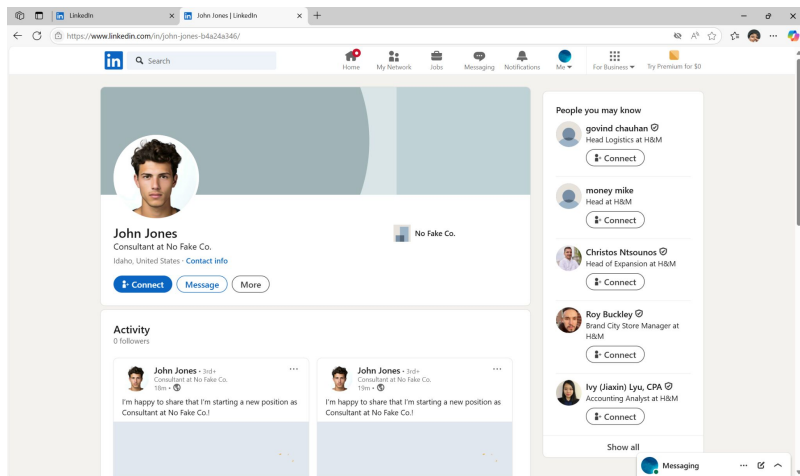 LinkedIn
John Jones | LinkedIn
https://www.linkedin.com/in/john-jones-b4a24a346/
in
Search
Home
My Network
Jobs
Messaging
Notifications
Me
For Business
Try Premium for $0
John Jones
Consultant at No Fake Co.
Idaho, United States · Contact info
No Fake Co.
Connect
Message
More
Activity
0 followers
John Jones • 3rd+
Consultant at No Fake Co.
18m •
I'm happy to share that I'm starting a new position as
Consultant at No Fake Co.!
John Jones • 3rd+
Consultant at No Fake Co.
19m •
I'm happy to share that I'm starting a new position as
Consultant at No Fake Co.!
People you may know
govind chauhan
Head Logistics at H&M
Connect
money mike
Head at H&M
Connect
Christos Ntsounos
Head of Expansion at H&M
Connect
Roy Buckley
Brand City Store Manager at
H&M
Connect
Ivy (Jiaxin) Lyu, CPA
Accounting Analyst at H&M
Connect
Show all
Messaging